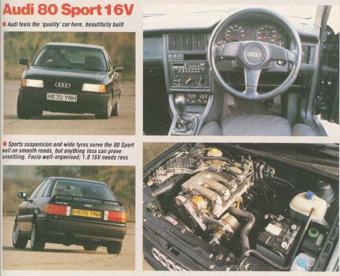 Audi 80 Sport 16V
Audi feels the 'quality' car here, beautifully built
H670 YNH
Sports suspension and wide tyres serve the 80 Sport
well on smooth roads, but anything less can prove
unsettling. Facia well-organised; 1.8 16V needs revs
H670 YNH